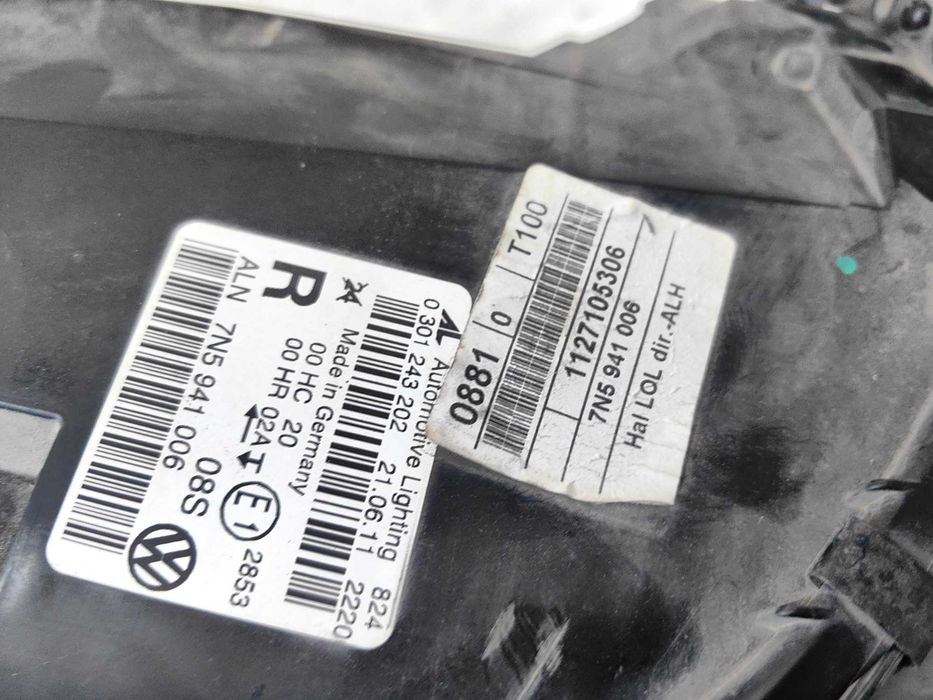 AL Automotive Lighting 824
0 301 243 202 21.06.11 2220
Made in Germany
R 00 HC 20
00 HR 02A I E1 2853
08S
ALN 7N5 941 006
0881 0 T100
1127105306
7N5 941 006
Hal LQL dir.-ALH